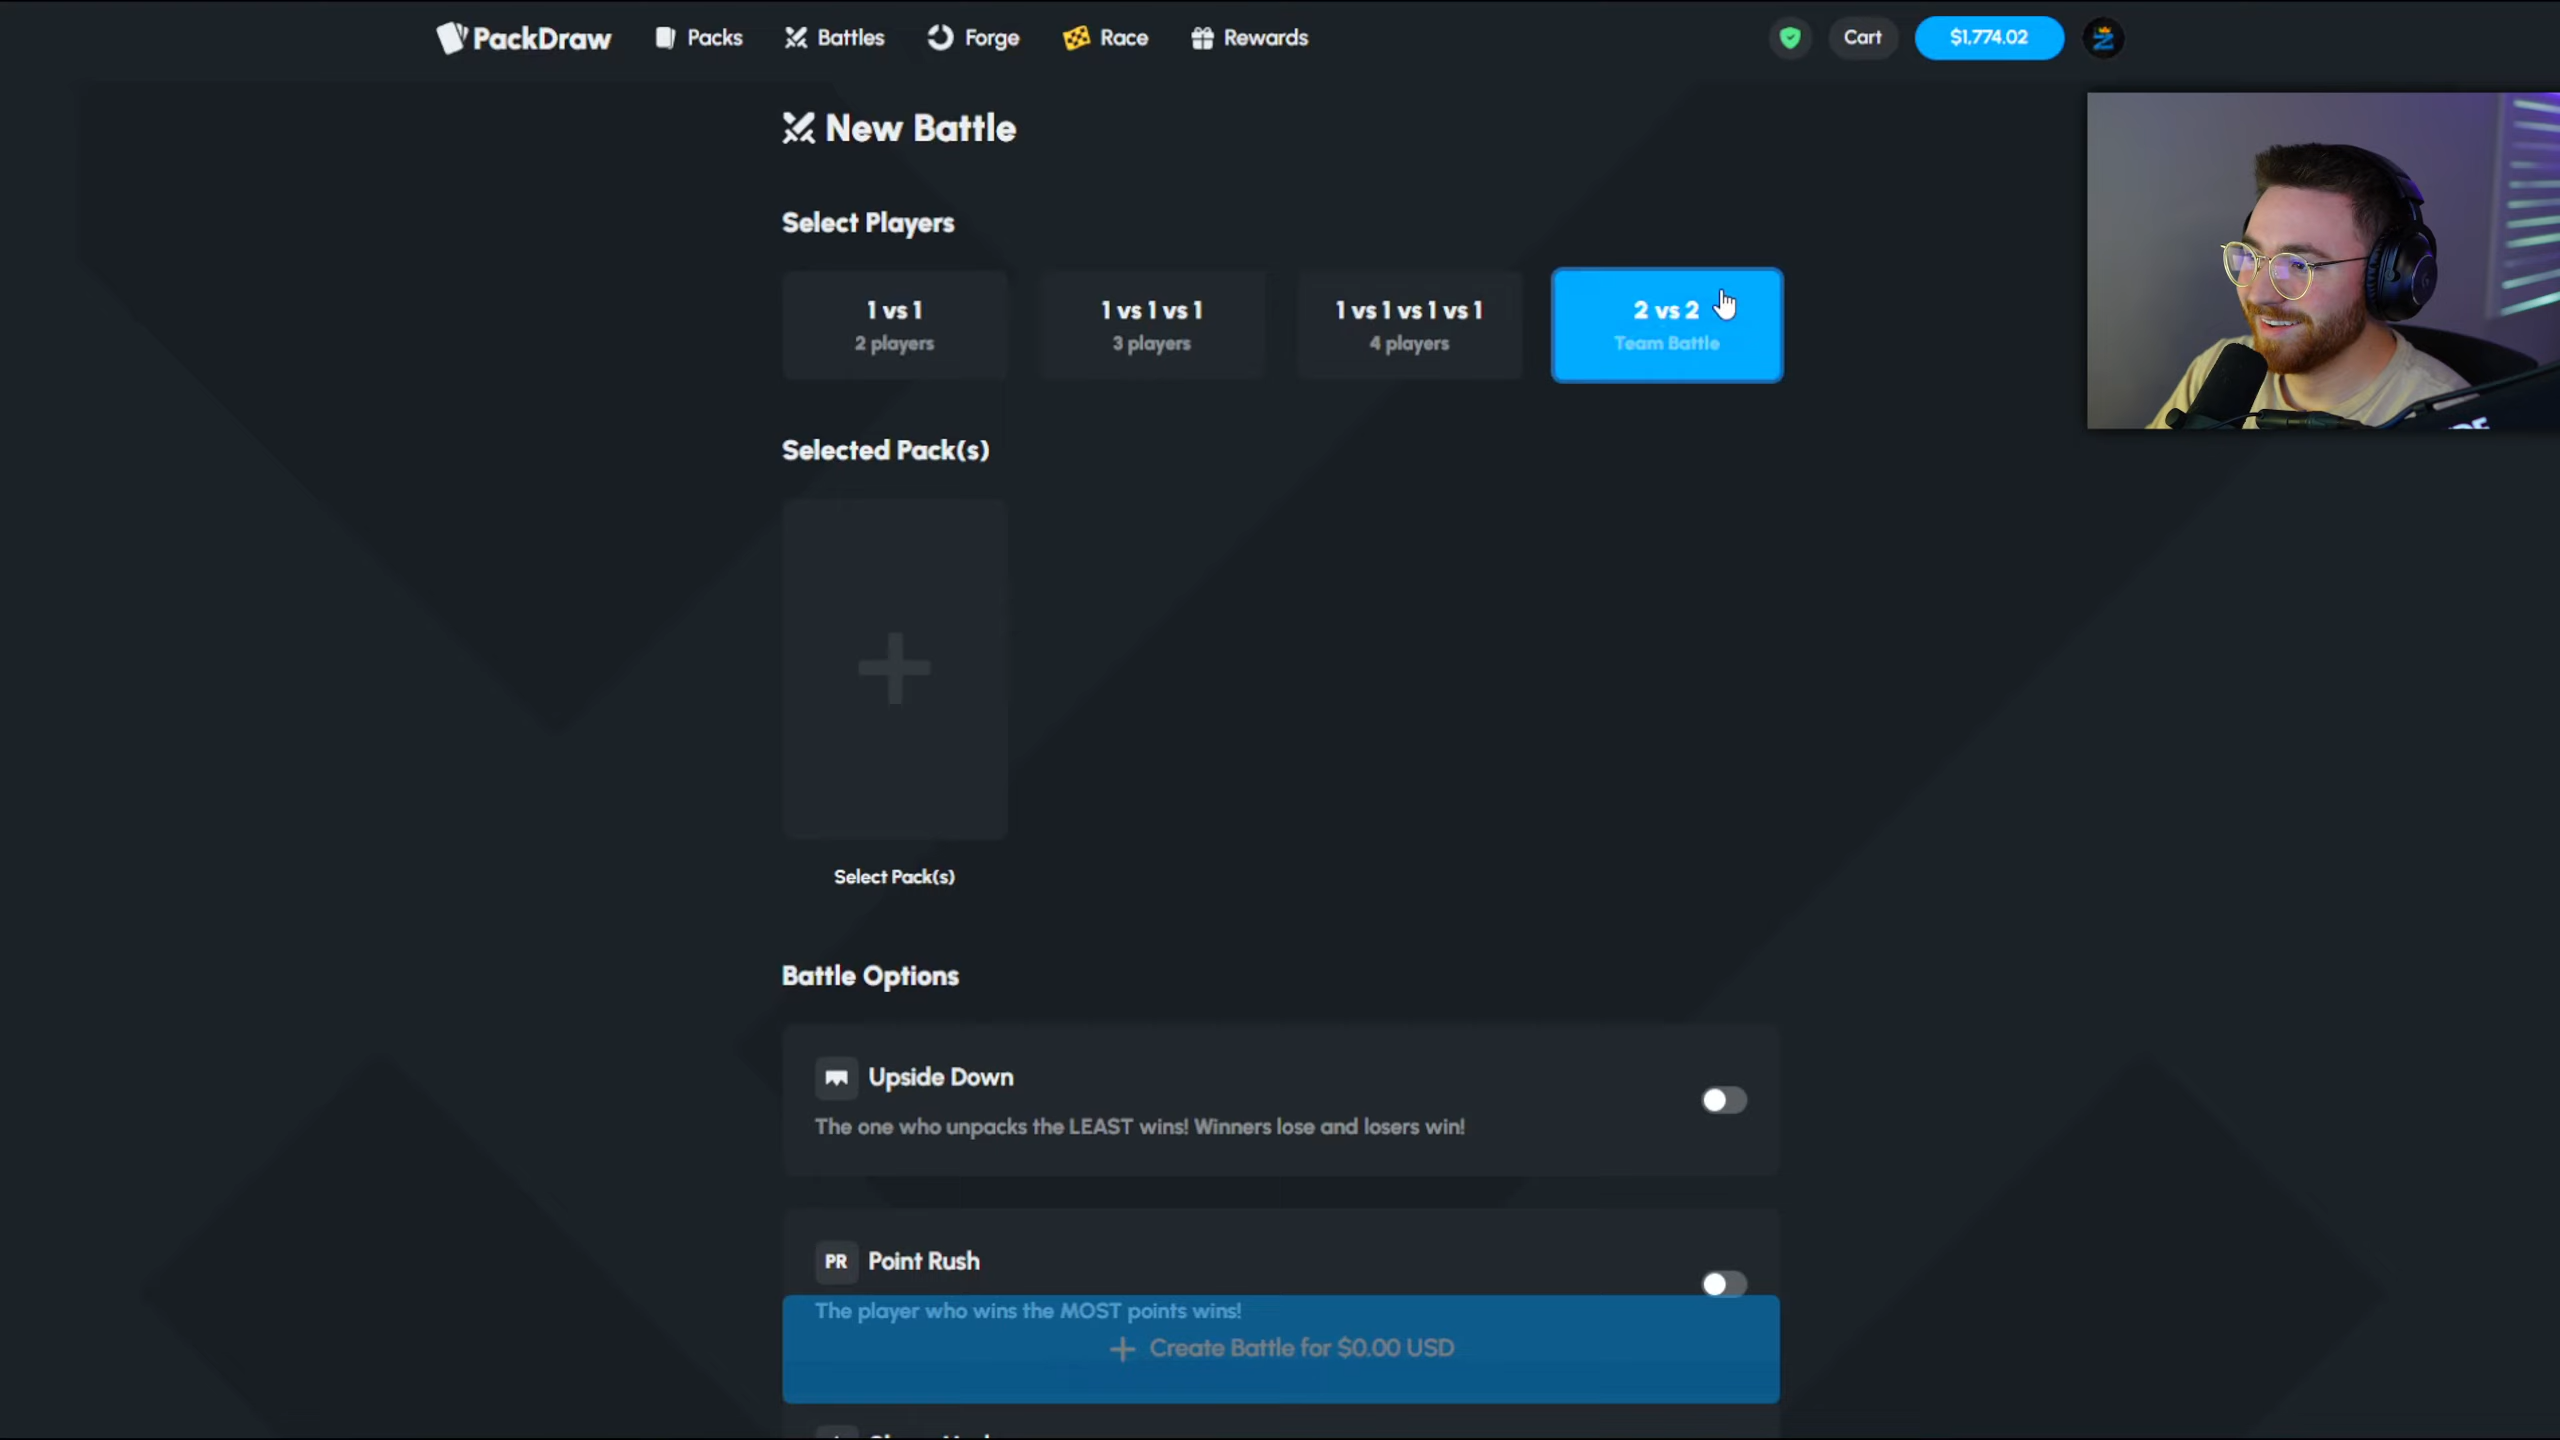 PackDraw
Packs
Battles
Forge
Race
Rewards
Cart
$1,774.02
New Battle
Select Players
1 vs 1
2 players
1 vs 1 vs 1
3 players
1 vs 1 vs 1 vs 1
4 players
2 vs 2
Team Battle
Selected Pack(s)
Select Pack(s)
Battle Options
Upside Down
The one who unpacks the LEAST wins! Winners lose and losers win!
PR Point Rush
The player who wins the MOST points wins!
Create Battle for $0.00 USD